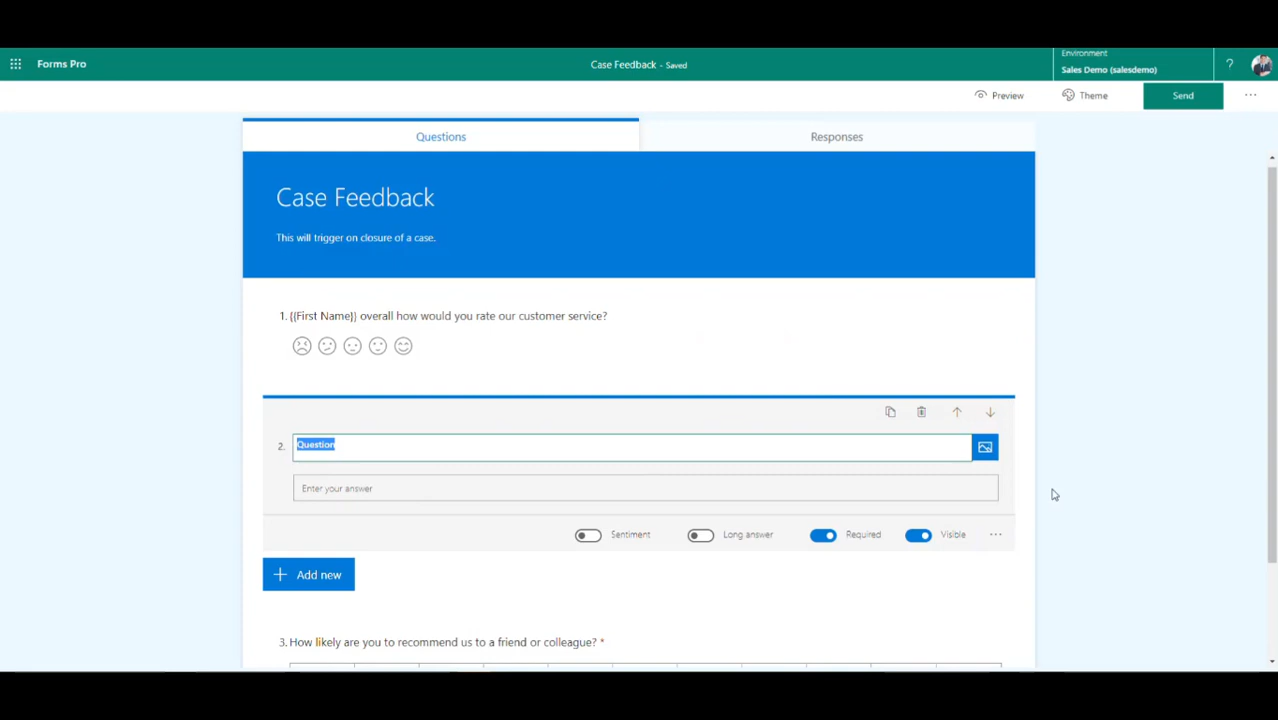 Forms Pro
Case Feedback - Saved
Environment
Sales Demo (salesdemo)
?
Preview
Theme
Send
...
Questions
Responses
Case Feedback
This will trigger on closure of a case.
1. {{First Name}} overall how would you rate our customer service?
2. Question
Enter your answer
Sentiment
Long answer
Required
Visible
...
+ Add new
3. How likely are you to recommend us to a friend or colleague? *